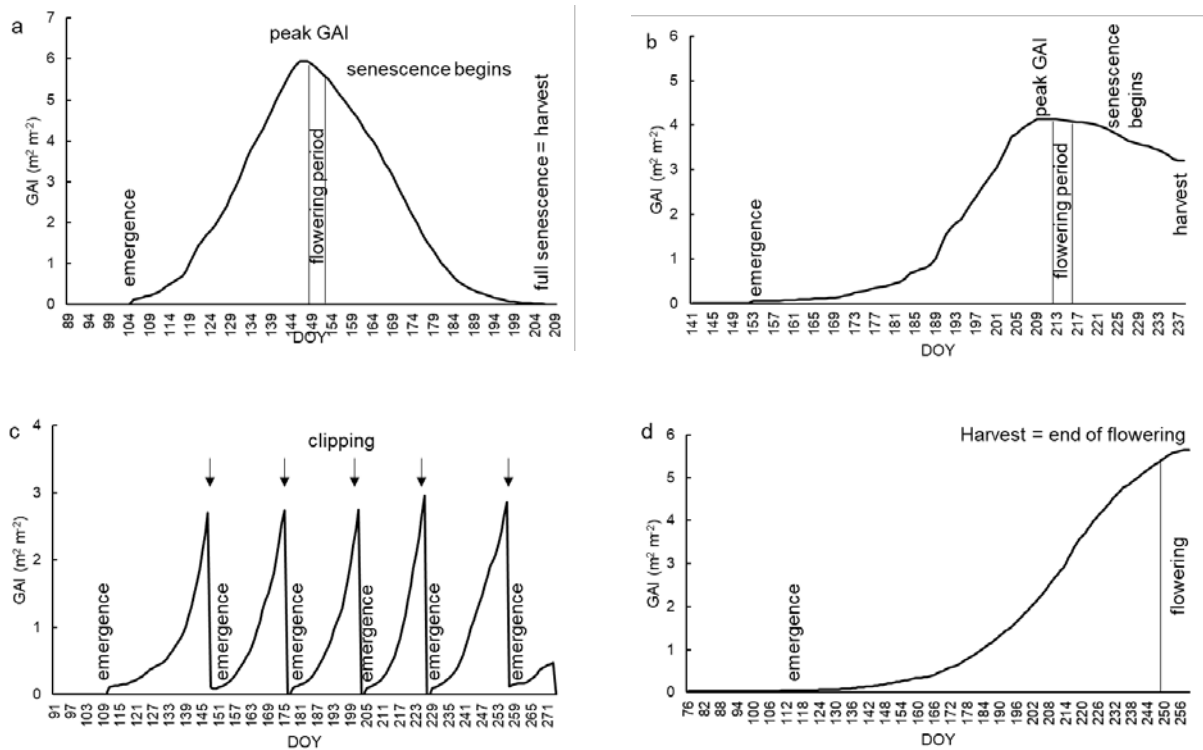 a
7
6
5
4
3
2
1
0
GAI (m² m⁻²)
peak GAI
senescence begins
emergence
flowering period
full senescence = harvest
89 94 99 104 109 114 119 124 129 134 139 144 149 154 159 164 169 174 179 184 189 194 199 204 209
DOY
b
6
5
4
3
2
1
0
GAI (m² m⁻²)
emergence
peak GAI
flowering period
senescence
begins
harvest
141 145 149 153 157 161 165 169 173 177 181 185 189 193 197 201 205 209 213 217 221 225 229 233 237
DOY
c
4
3
2
1
0
GAI (m² m⁻²)
clipping
emergence
emergence
emergence
emergence
emergence
emergence
91 97 103 109 115 121 127 133 139 145 151 157 163 169 175 181 187 193 199 205 211 217 223 229 235 241 247 253 259 265 271
DOY
d
6
5
4
3
2
1
0
GAI (m² m⁻²)
Harvest = end of flowering
emergence
flowering
76 82 88 94 100 106 112 118 124 130 136 142 148 154 160 166 172 178 184 190 196 202 208 214 220 226 232 238 244 250 256
DOY